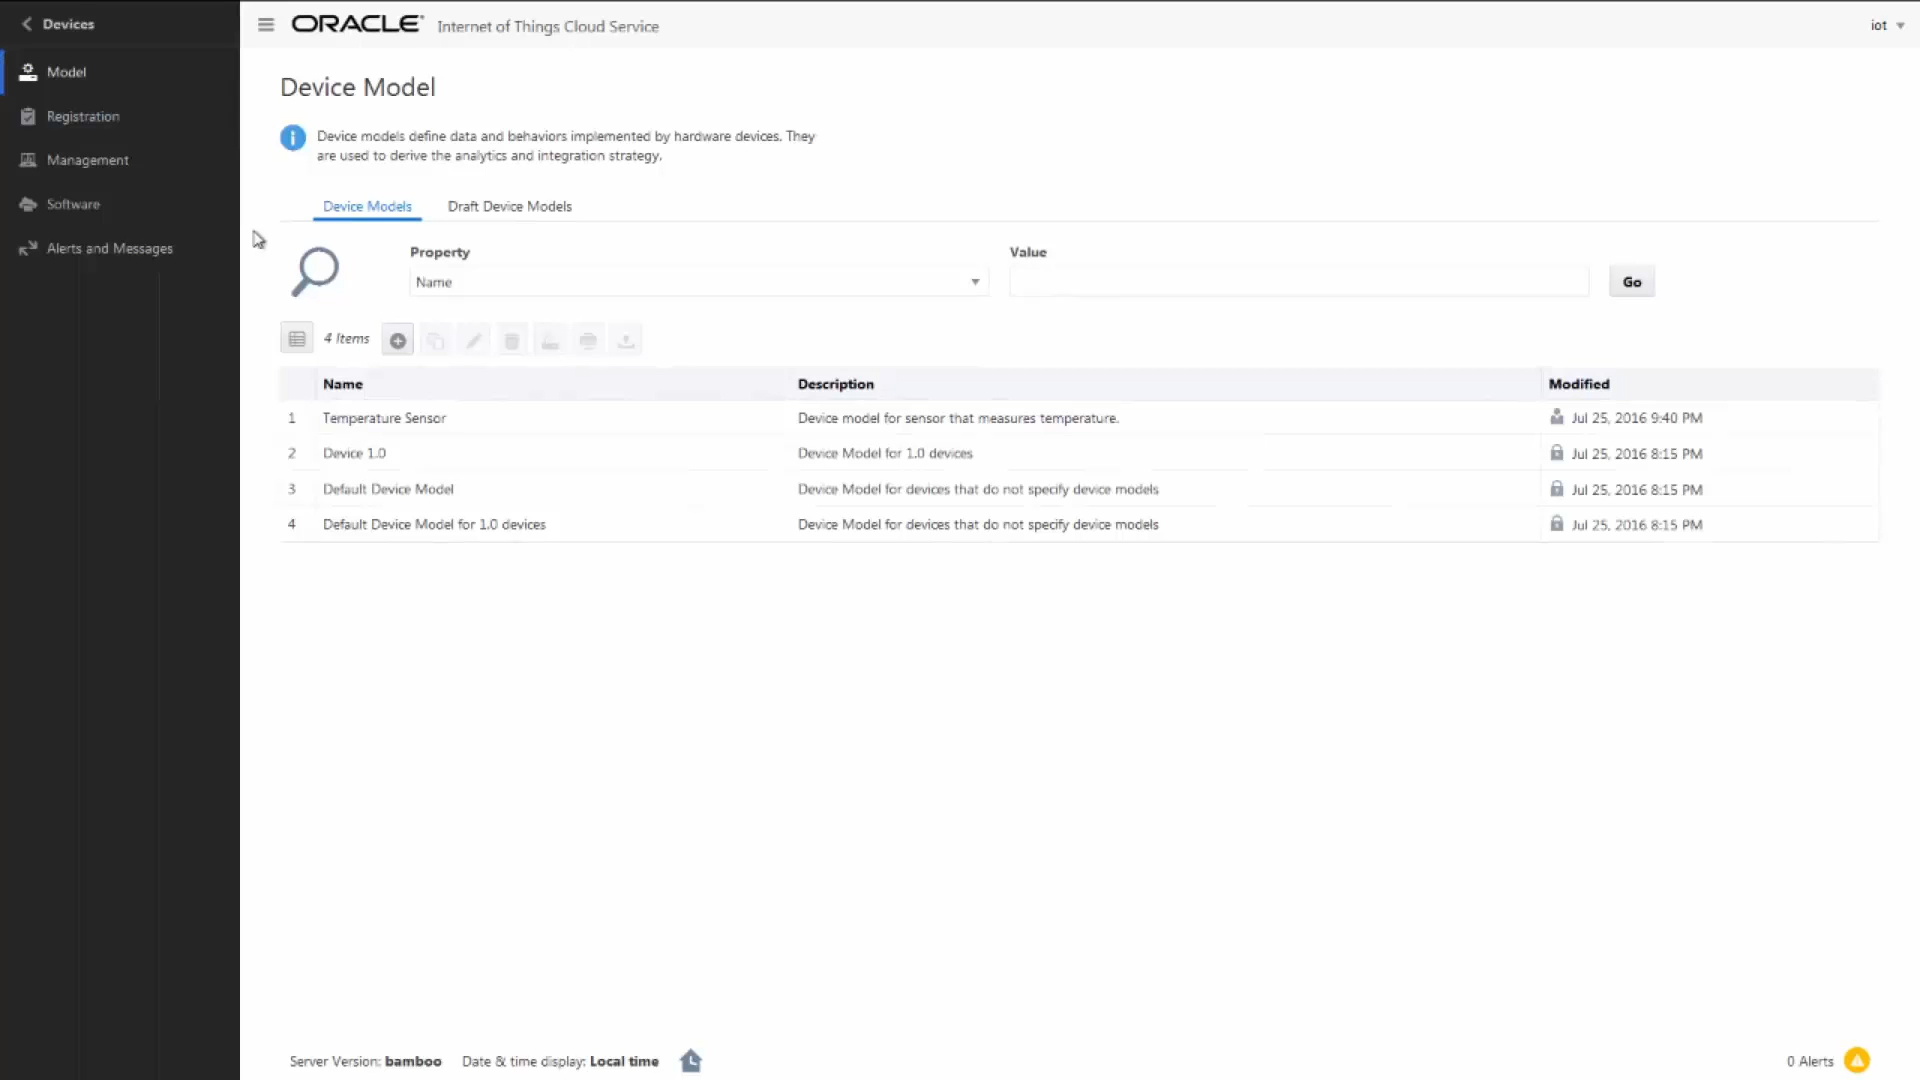 Devices
ORACLE Internet of Things Cloud Service
iot
Model
Registration
Management
Software
Alerts and Messages
Device Model
Device models define data and behaviors implemented by hardware devices. They
are used to derive the analytics and integration strategy.
Device Models Draft Device Models
Property Value
Name Go
4 Items
Name Description Modified
1 Temperature Sensor Device model for sensor that measures temperature. Jul 25, 2016 9:40 PM
2 Device 1.0 Device Model for 1.0 devices Jul 25, 2016 8:15 PM
3 Default Device Model Device Model for devices that do not specify device models Jul 25, 2016 8:15 PM
4 Default Device Model for 1.0 devices Device Model for devices that do not specify device models Jul 25, 2016 8:15 PM
Server Version: bamboo Date & time display: Local time 0 Alerts